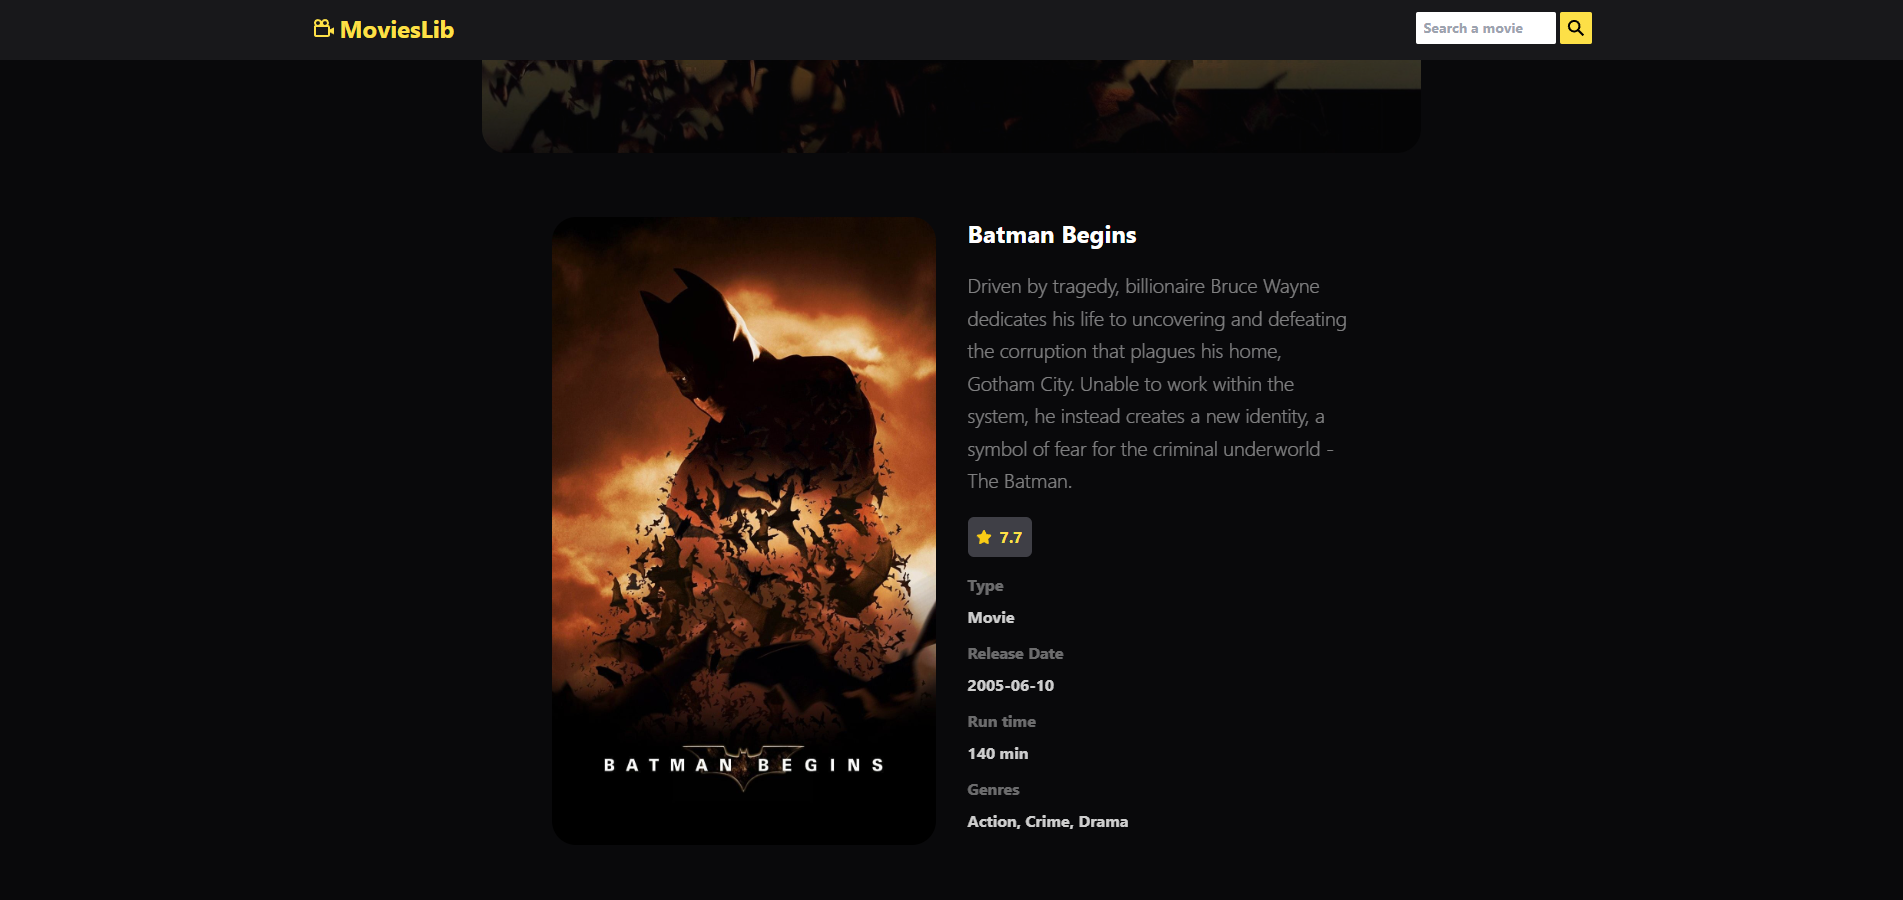 MoviesLib
Search a movie
Batman Begins
Driven by tragedy, billionaire Bruce Wayne
dedicates his life to uncovering and defeating
the corruption that plagues his home,
Gotham City. Unable to work within the
system, he instead creates a new identity, a
symbol of fear for the criminal underworld -
The Batman.
7.7
Type
Movie
Release Date
2005-06-10
Run time
140 min
Genres
Action, Crime, Drama
BATMAN BEGINS